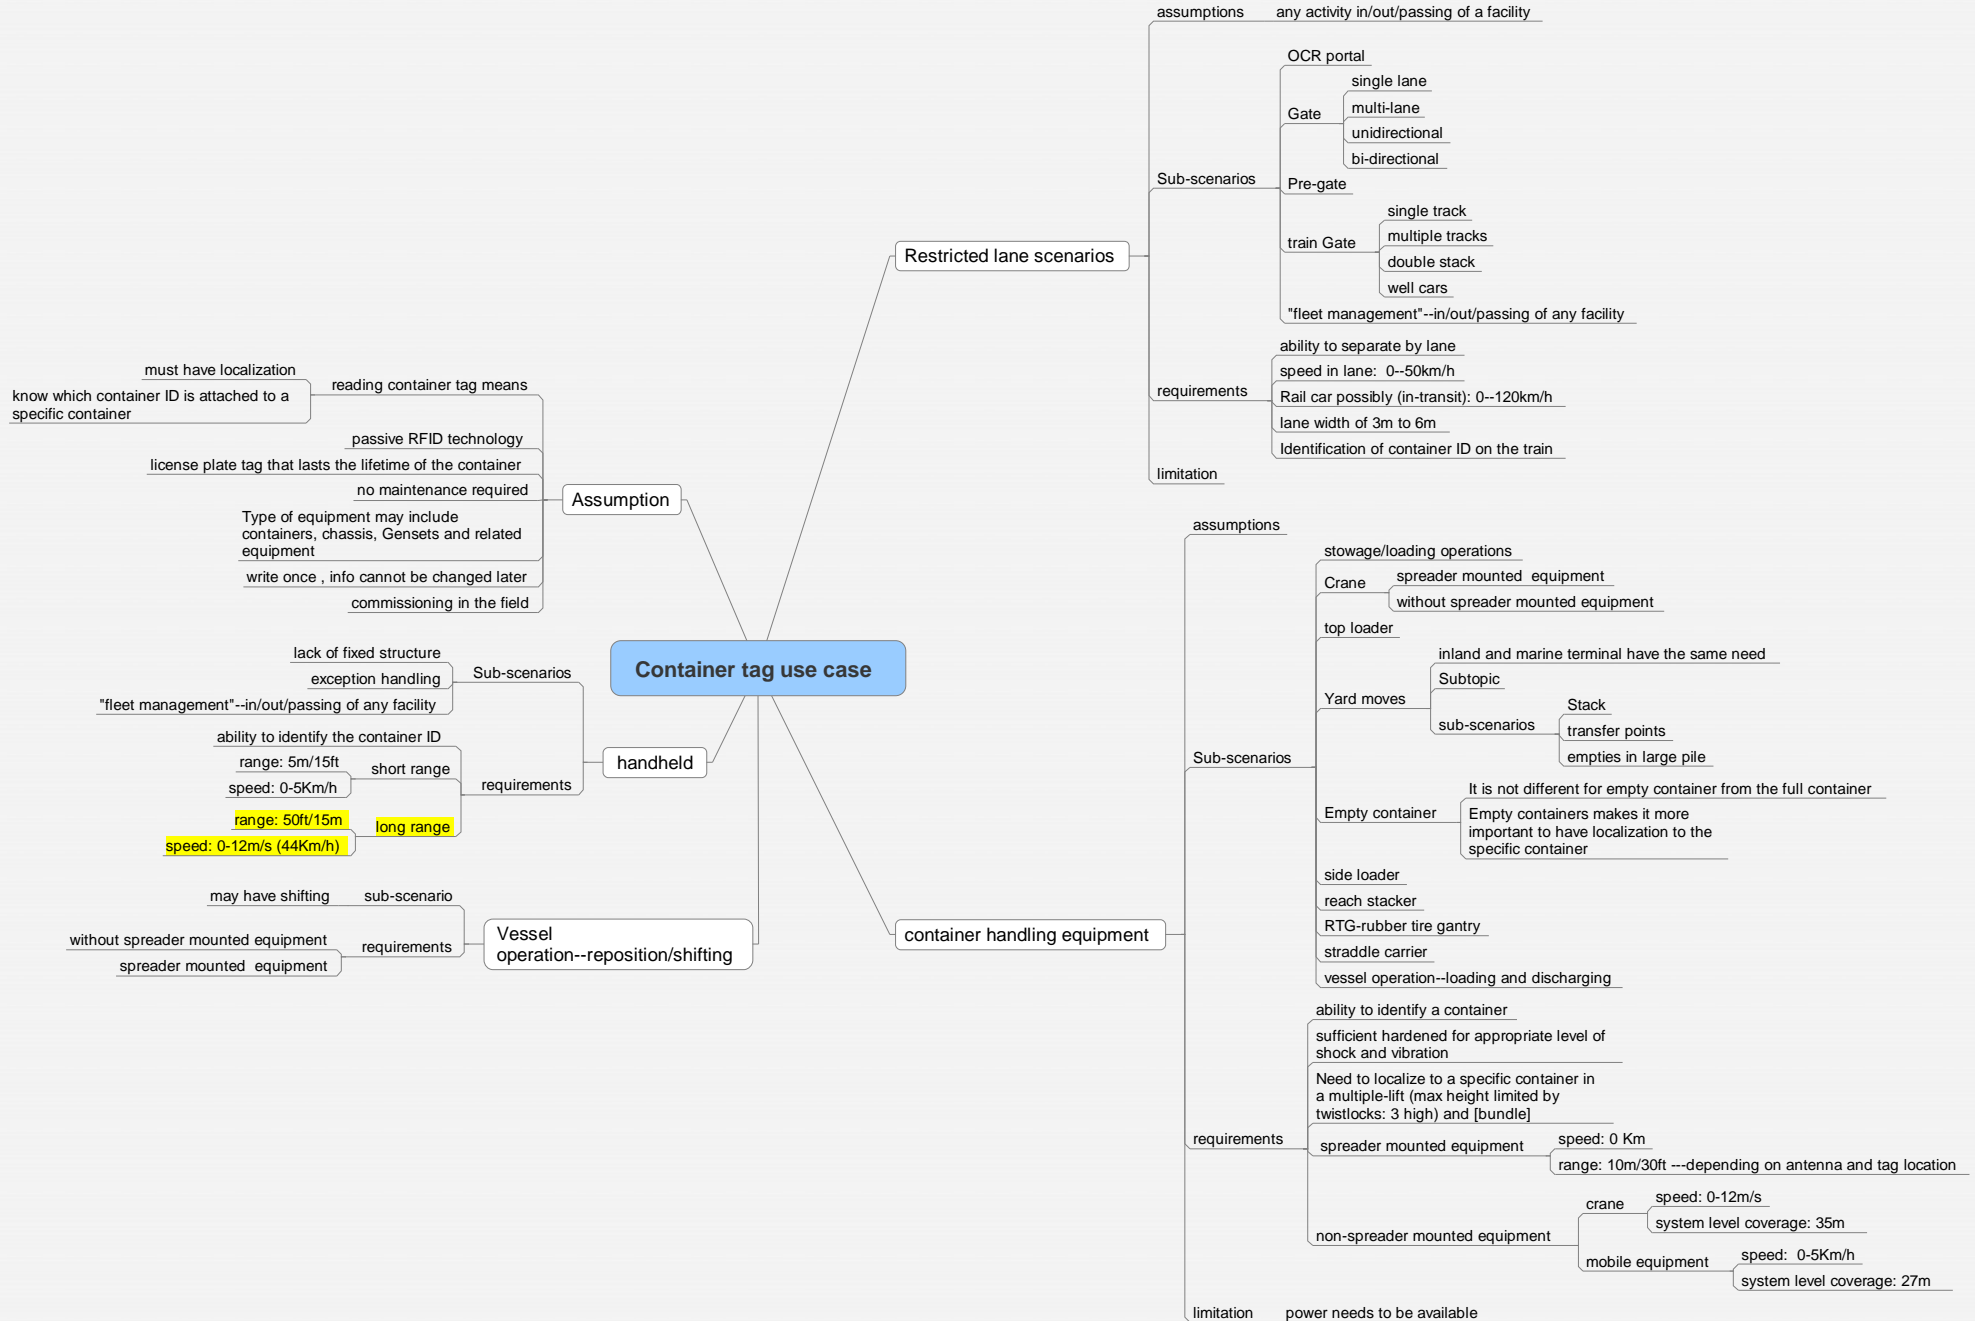 Container tag use case
Restricted lane scenarios
assumptions
any activity in/out/passing of a facility
Sub-scenarios
OCR portal
Gate
single lane
multi-lane
unidirectional
bi-directional
Pre-gate
train Gate
single track
multiple tracks
double stack
well cars
"fleet management"--in/out/passing of any facility
requirements
ability to separate by lane
speed in lane:  0--50km/h
Rail car possibly (in-transit): 0--120km/h
lane width of 3m to 6m
Identification of container ID on the train
limitation
container handling equipment
assumptions
Sub-scenarios
stowage/loading operations
Crane
spreader mounted  equipment
without spreader mounted equipment
top loader
Yard moves
inland and marine terminal have the same need
Subtopic
sub-scenarios
Stack
transfer points
empties in large pile
Empty container
It is not different for empty container from the full container
Empty containers makes it more
important to have localization to the
specific container
side loader
reach stacker
RTG-rubber tire gantry
straddle carrier
vessel operation--loading and discharging
requirements
ability to identify a container
sufficient hardened for appropriate level of
shock and vibration
Need to localize to a specific container in
a multiple-lift (max height limited by
twistlocks: 3 high) and [bundle]
spreader mounted equipment
speed: 0 Km
range: 10m/30ft ---depending on antenna and tag location
non-spreader mounted equipment
crane
speed: 0-12m/s
system level coverage: 35m
mobile equipment
speed:  0-5Km/h
system level coverage: 27m
limitation
power needs to be available
Assumption
reading container tag means
must have localization
know which container ID is attached to a
specific container
passive RFID technology
license plate tag that lasts the lifetime of the container
no maintenance required
Type of equipment may include
containers, chassis, Gensets and related
equipment
write once , info cannot be changed later
commissioning in the field
handheld
Sub-scenarios
lack of fixed structure
exception handling
"fleet management"--in/out/passing of any facility
requirements
ability to identify the container ID
short range
range: 5m/15ft
speed: 0-5Km/h
long range
range: 50ft/15m
speed: 0-12m/s (44Km/h)
Vessel
operation--reposition/shifting
sub-scenario
may have shifting
requirements
without spreader mounted equipment
spreader mounted  equipment